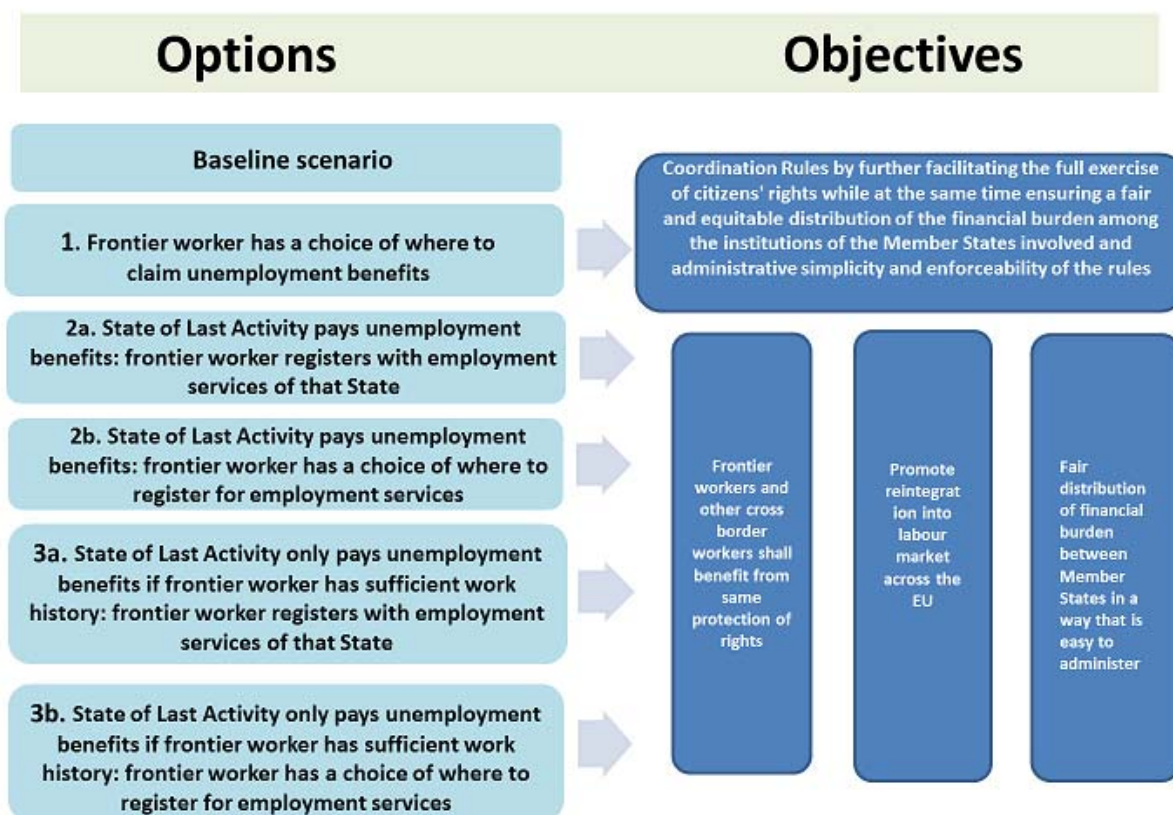 Options
Objectives
Baseline scenario
1. Frontier worker has a choice of where to
claim unemployment benefits
2a. State of Last Activity pays unemployment
benefits: frontier worker registers with employment
services of that State
2b. State of Last Activity pays unemployment
benefits: frontier worker has a choice of where to
register for employment services
3a. State of Last Activity only pays unemployment
benefits if frontier worker has sufficient work
history: frontier worker registers with employment
services of that State
3b. State of Last Activity only pays unemployment
benefits if frontier worker has sufficient work
history: frontier worker has a choice of where to
register for employment services
Coordination Rules by further facilitating the full exercise
of citizens' rights while at the same time ensuring a fair
and equitable distribution of the financial burden among
the institutions of the Member States involved and
administrative simplicity and enforceability of the rules
Frontier
workers and
other cross
border
workers shall
benefit from
same
protection of
rights
Promote
reintegrat
ion into
labour
market
across the
EU
Fair
distribution
of financial
burden
between
Member
States in a
way that is
easy to
administer